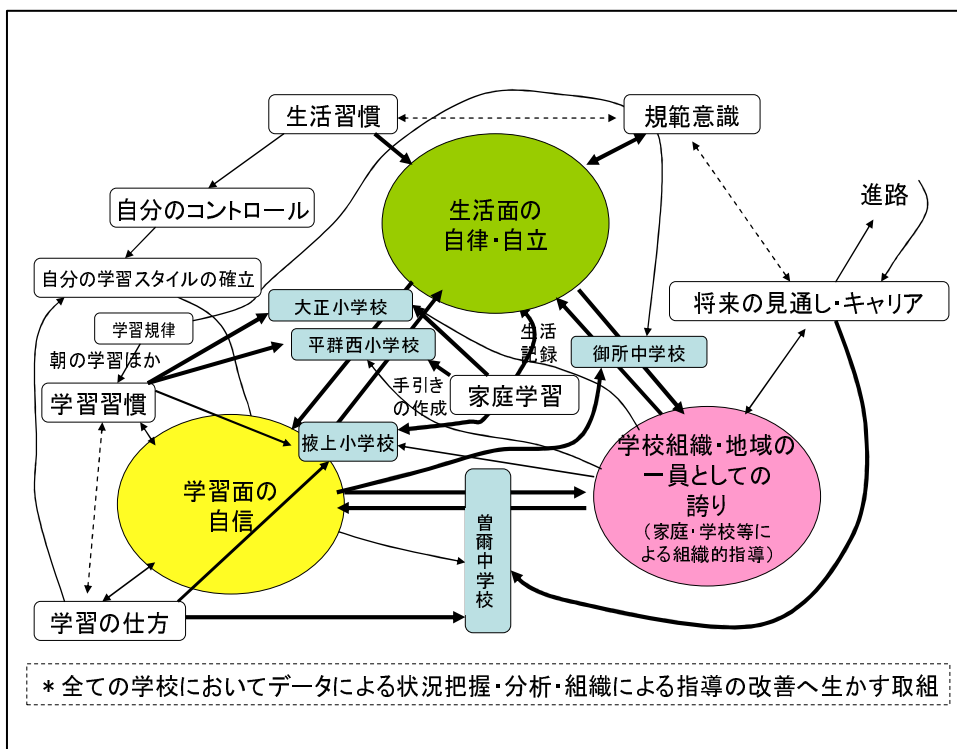 生活習慣
規範意識
自分のコントロール
生活面の
自律・自立
進路
自分の学習スタイルの確立
将来の見通し・キャリア
大正小学校
学習規律
平群西小学校
生活
記録
御所中学校
朝の学習ほか
学習習慣
手引き
の作成
家庭学習
掖上小学校
学校組織・地域の
一員としての
誇り
(家庭・学校等に
よる組織的指導)
学習面の
自信
曽爾中学校
学習の仕方
*全ての学校においてデータによる状況把握・分析・組織による指導の改善へ生かす取組